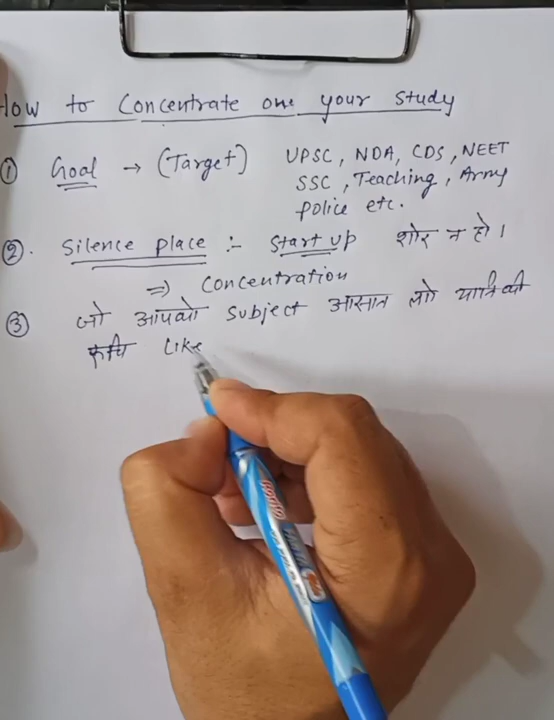 How to Concentrate one your study
① Goal → (Target) UPSC, NDA, CDS, NEET
SSC, Teaching, Army
police etc.
②. Silence place :- Start up शोर न हो।
⇒ Concentration
③ जो आपको subject आसान लगे यानि की
रूचि Like